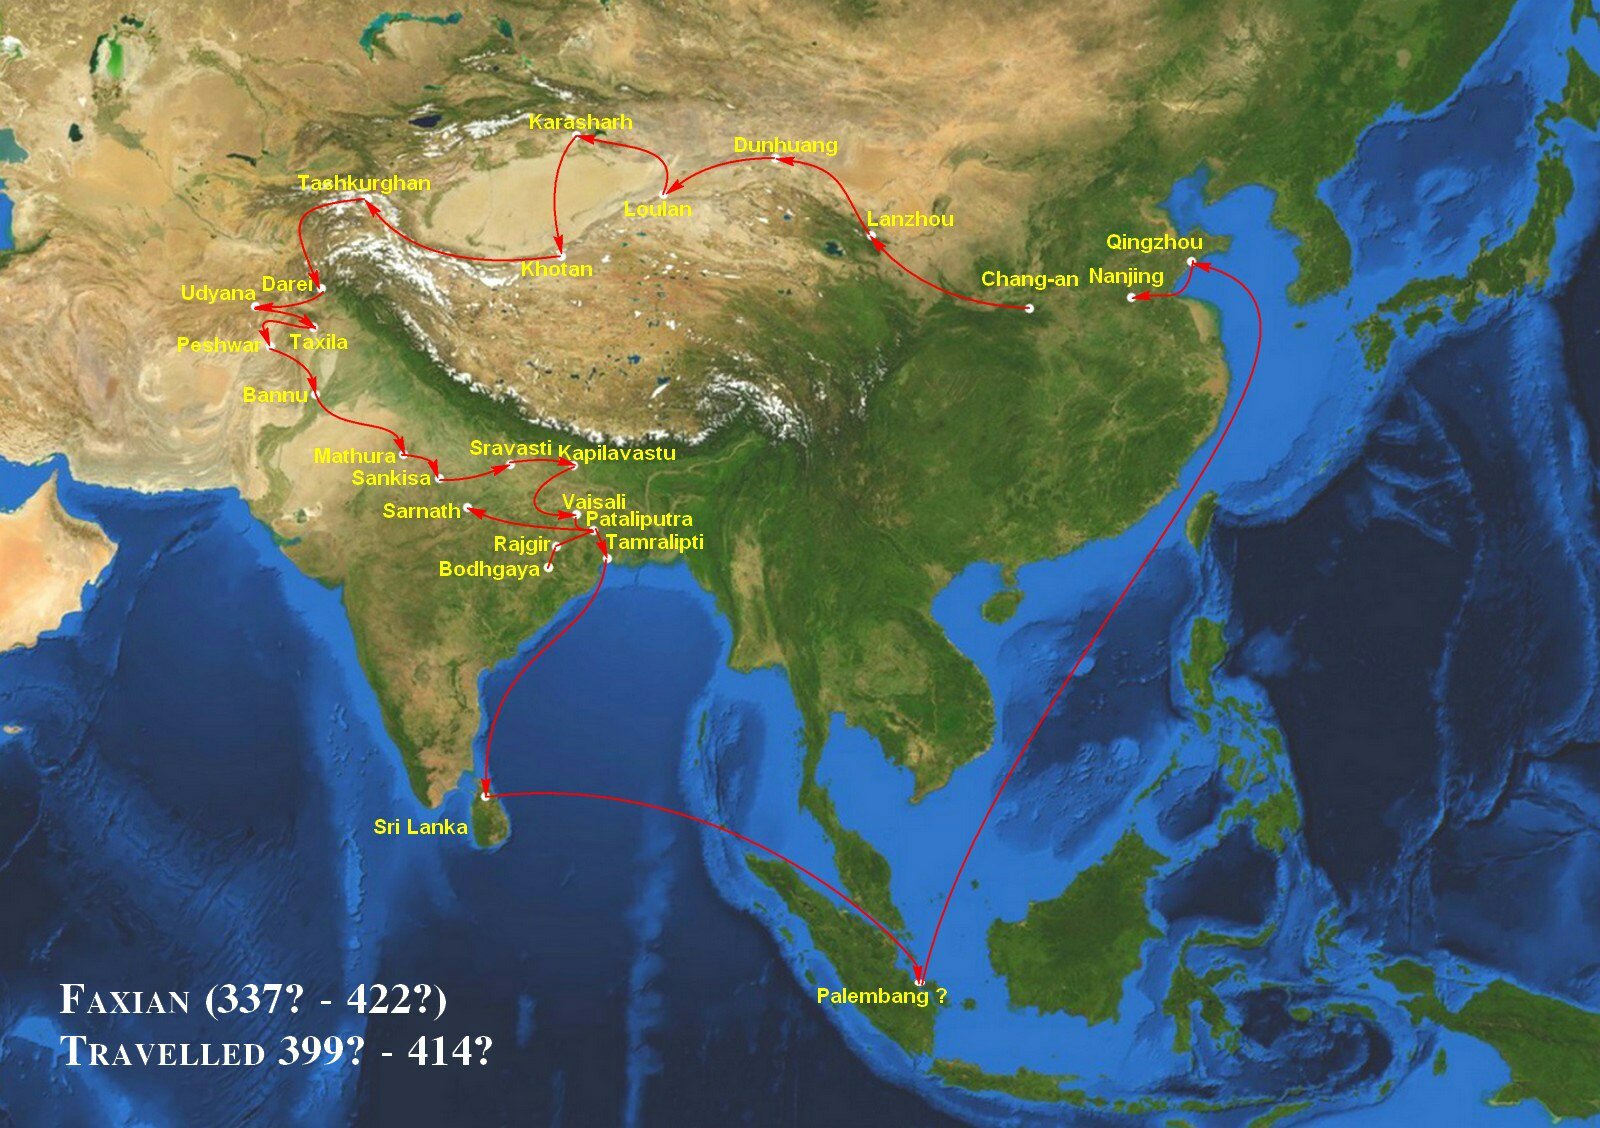 Karasharh
Dunhuang
Tashkurghan
Loulan
Lanzhou
Qingzhou
Khotan
Chang-an
Nanjing
Darei
Udyana
Taxila
Peshwar
Bannu
Mathura
Sravasti
Kapilavastu
Sankisa
Sarnath
Vaisali
Pataliputra
Rajgir
Tamralipti
Bodhgaya
Sri Lanka
Palembang ?
Faxian (337? - 422?)
Travelled 399? - 414?